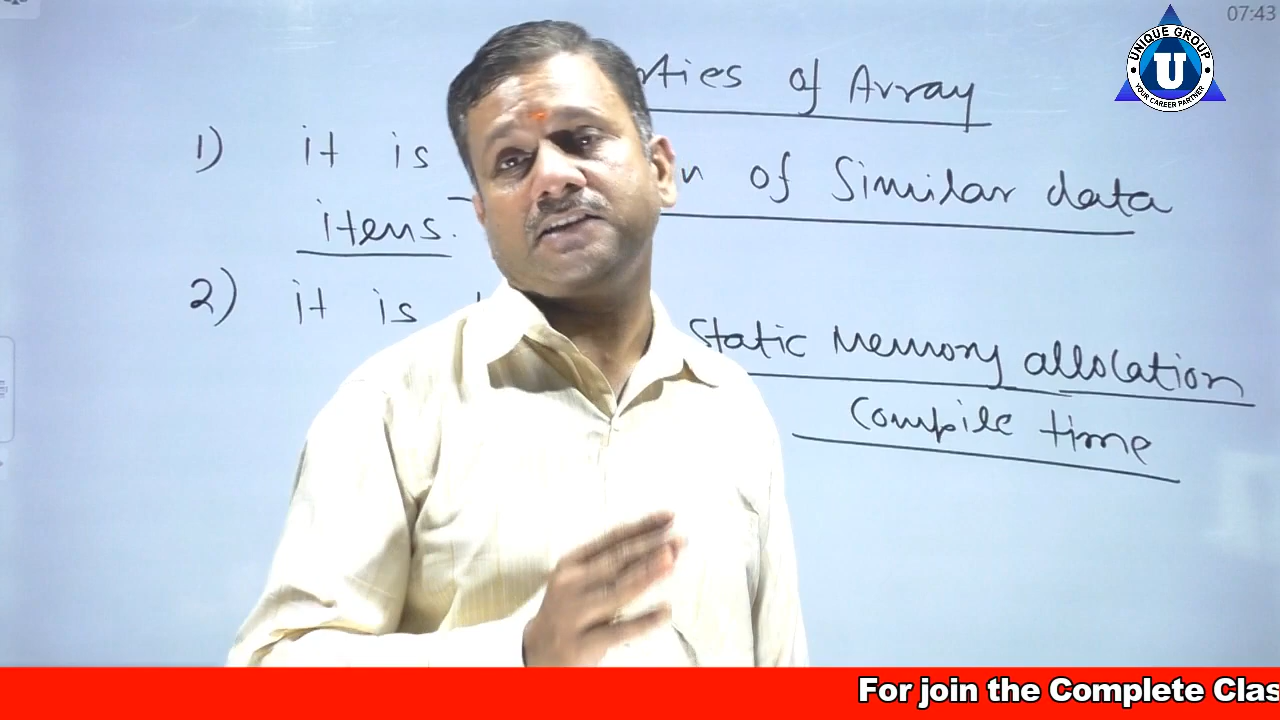 07:43
UNIQUE GROUP
U
YOUR CAREER PARTNER
rties of Array
1) it is n of Similar data
items.
2) it is
Static Memory allocation
Compile time
For join the Complete Clas